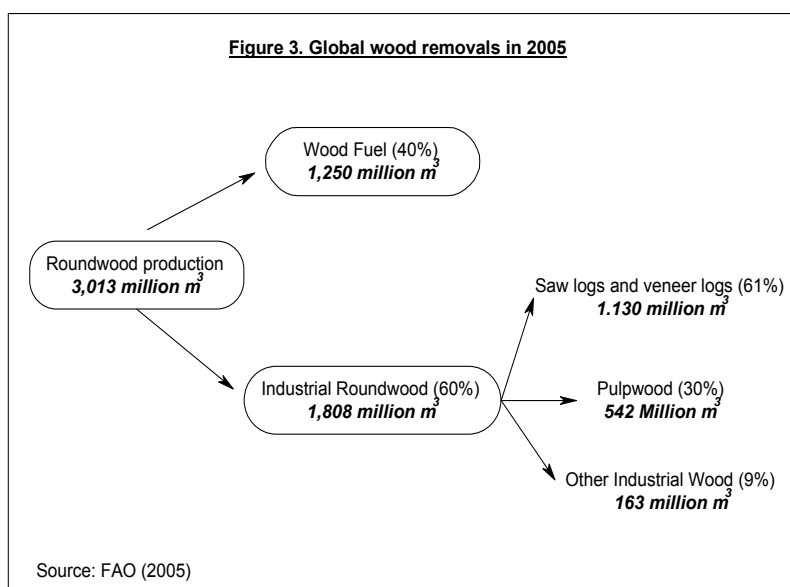 Figure 3. Global wood removals in 2005
Wood Fuel (40%)
1,250 million m³
Roundwood production
3,013 million m³
Saw logs and veneer logs (61%)
1.130 million m³
Industrial Roundwood (60%)
1,808 million m³
Pulpwood (30%)
542 Million m³
Other Industrial Wood (9%)
163 million m³
Source: FAO (2005)